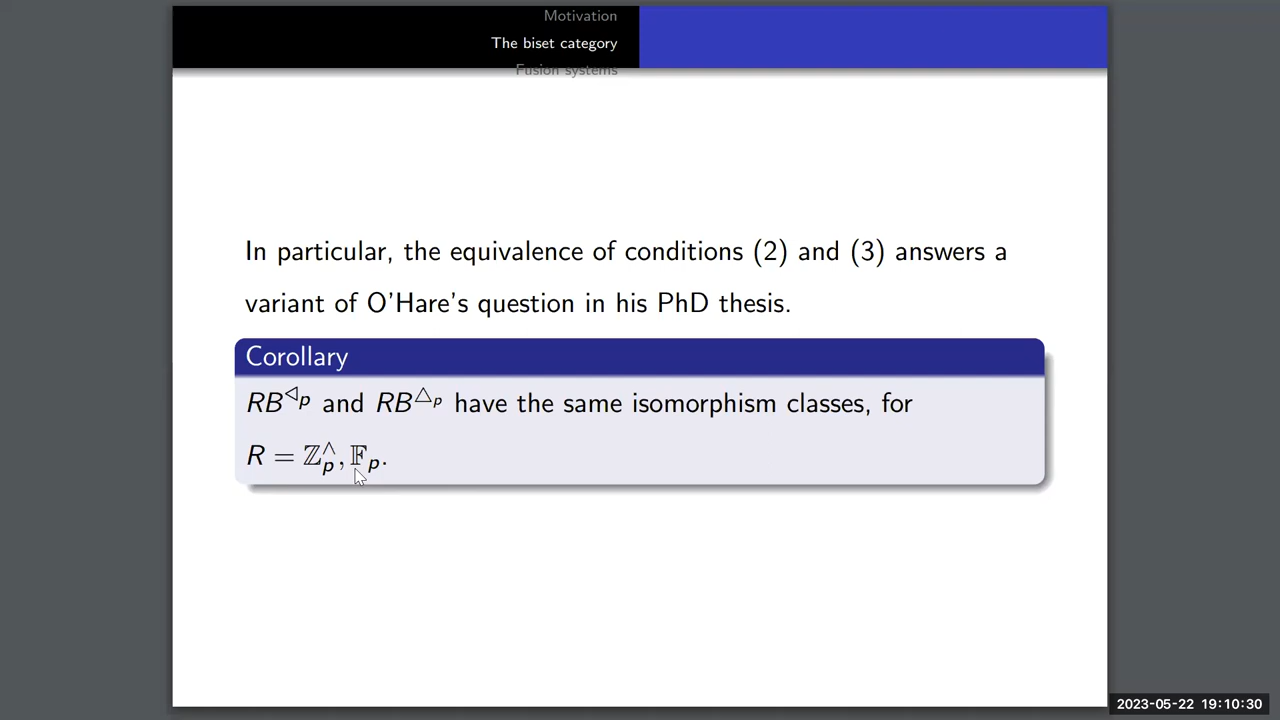 Motivation
The biset category
Fusion systems
In particular, the equivalence of conditions (2) and (3) answers a
variant of O'Hare's question in his PhD thesis.
Corollary
RB^{◁_p} and RB^{△_p} have the same isomorphism classes, for
R = ℤ_p^∧, 𝔽_p.
2023-05-22 19:10:30